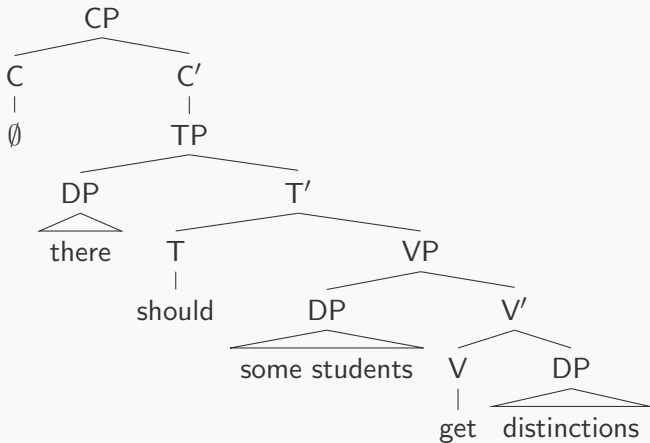 CP
C C′
∅ TP
DP T′
there T VP
should DP V′
some students V DP
get distinctions